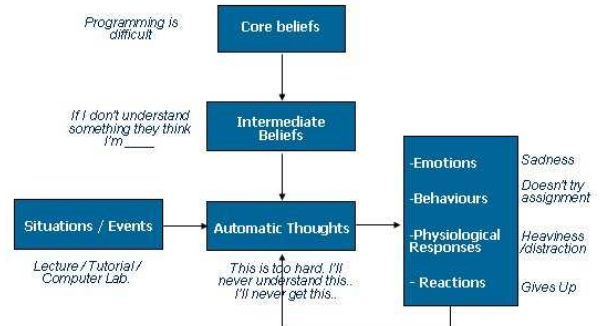 Programming is
difficult
Core beliefs
If I don't understand
something they think
I'm ____
Intermediate
Beliefs
Situations / Events
Lecture / Tutorial /
Computer Lab.
Automatic Thoughts
This is too hard. I'll
never understand this..
I'll never get this..
-Emotions
Sadness
-Behaviours
Doesn't try
assignment
-Physiological
Responses
Heaviness
/distraction
- Reactions
Gives Up